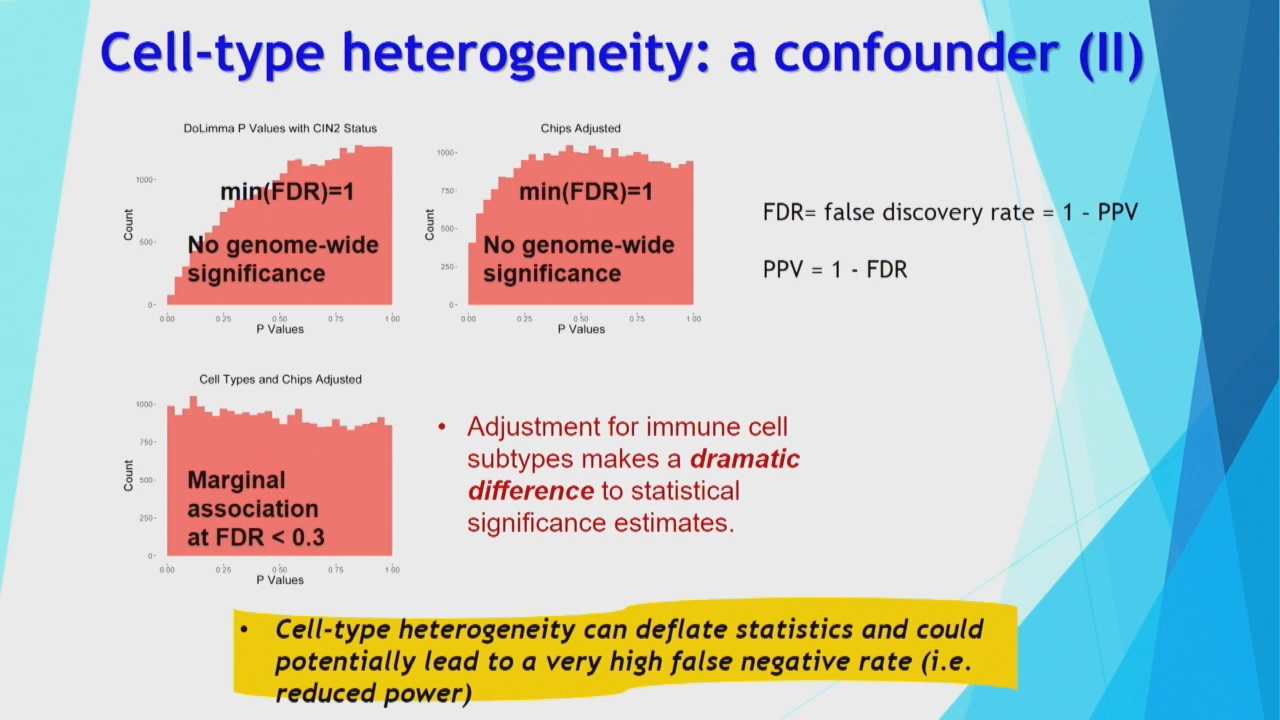 Cell-type heterogeneity: a confounder (II)
DoLimma P Values with CIN2 Status
1000
500
0
Count
min(FDR)=1
No genome-wide
significance
0.00 0.25 0.50 0.75 1.00
P Values
Chips Adjusted
1000
750
500
250
0
Count
min(FDR)=1
No genome-wide
significance
0.00 0.25 0.50 0.75 1.00
P Values
FDR= false discovery rate = 1 - PPV
PPV = 1 - FDR
Cell Types and Chips Adjusted
1000
750
500
250
0
Count
Marginal
association
at FDR < 0.3
0.00 0.25 0.50 0.75 1.00
P Values
• Adjustment for immune cell
subtypes makes a dramatic
difference to statistical
significance estimates.
• Cell-type heterogeneity can deflate statistics and could
potentially lead to a very high false negative rate (i.e.
reduced power)